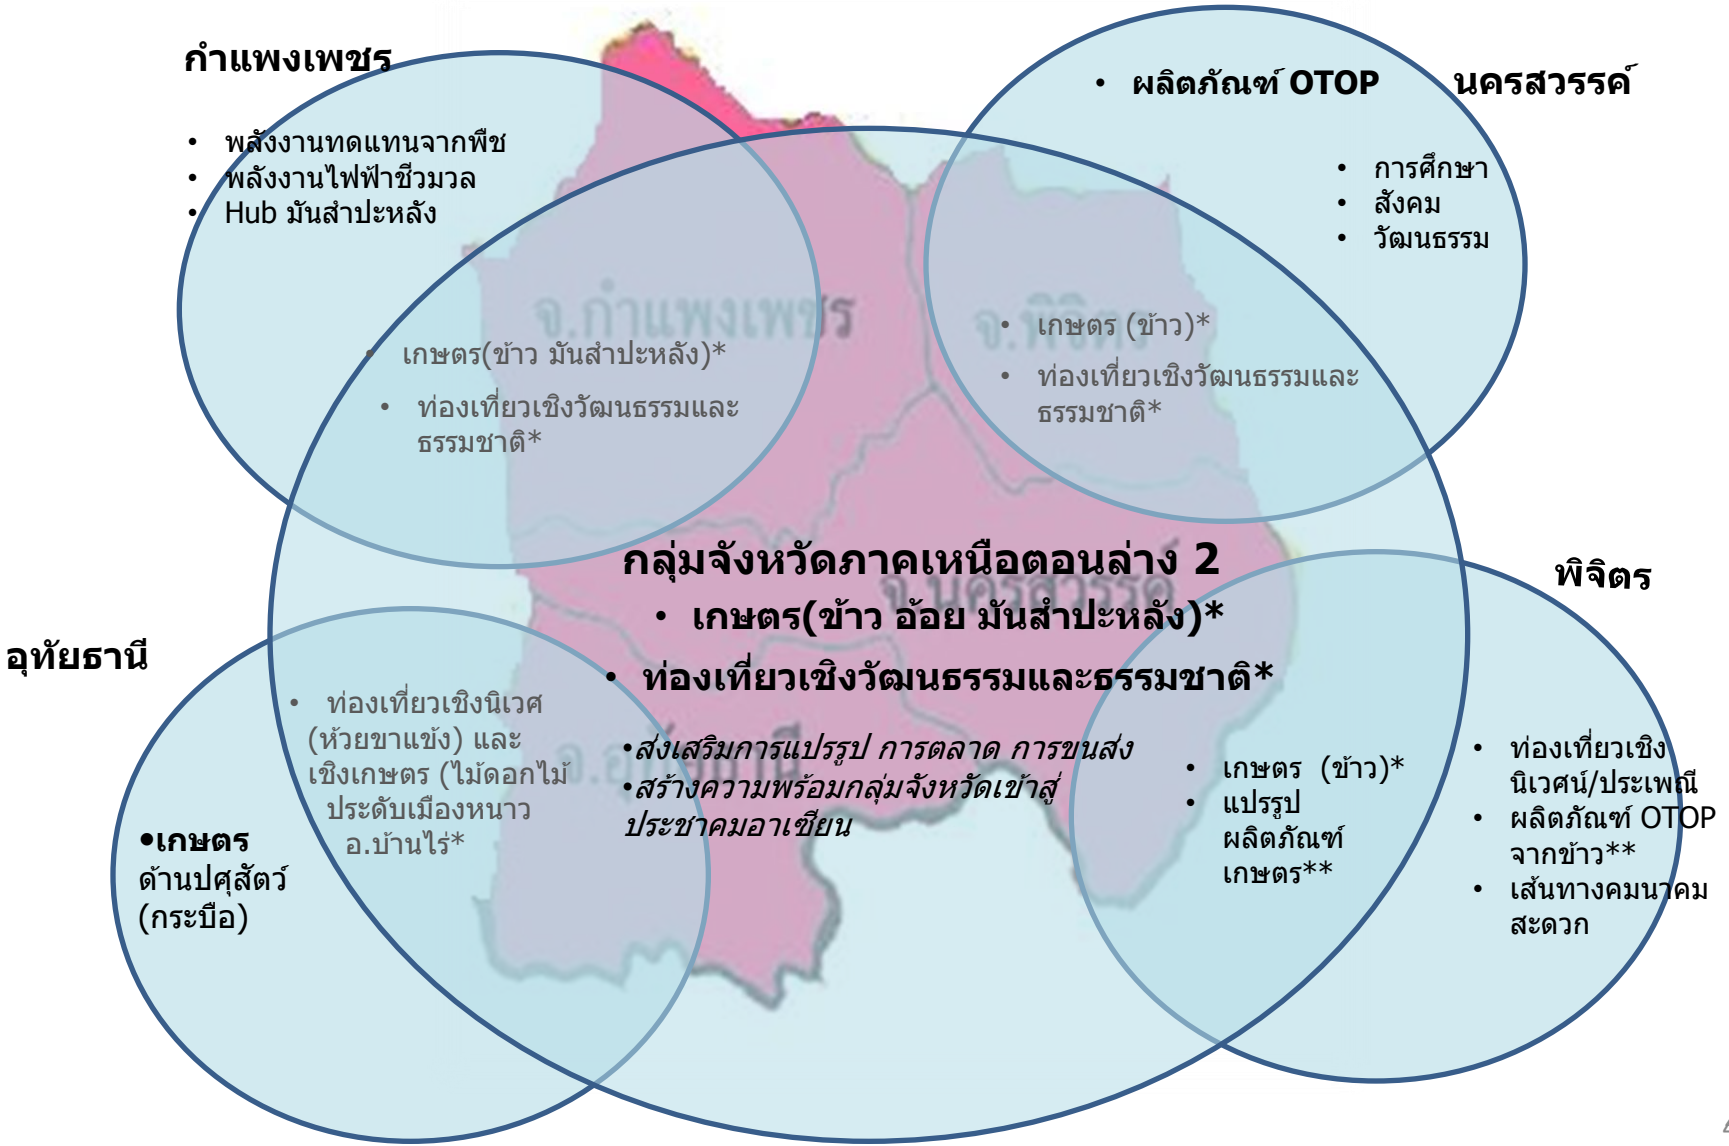 กำแพงเพชร
• พลังงานทดแทนจากพืช
• พลังงานไฟฟ้าชีวมวล
• Hub มันสำปะหลัง
• เกษตร(ข้าว มันสำปะหลัง)*
• ท่องเที่ยวเชิงวัฒนธรรมและ
ธรรมชาติ*
นครสวรรค์
• ผลิตภัณฑ์ OTOP
• การศึกษา
• สังคม
• วัฒนธรรม
• เกษตร (ข้าว)*
• ท่องเที่ยวเชิงวัฒนธรรมและ
ธรรมชาติ*
จ.กำแพงเพชร
จ.พิจิตร
จ.นครสวรรค์
จ.อุทัยธานี
กลุ่มจังหวัดภาคเหนือตอนล่าง 2
• เกษตร(ข้าว อ้อย มันสำปะหลัง)*
• ท่องเที่ยวเชิงวัฒนธรรมและธรรมชาติ*
•ส่งเสริมการแปรรูป การตลาด การขนส่ง
•สร้างความพร้อมกลุ่มจังหวัดเข้าสู่
ประชาคมอาเซียน
อุทัยธานี
• ท่องเที่ยวเชิงนิเวศ
(ห้วยขาแข้ง) และ
เชิงเกษตร (ไม้ดอกไม้
ประดับเมืองหนาว
อ.บ้านไร่*
•เกษตร
ด้านปศุสัตว์
(กระบือ)
พิจิตร
• เกษตร (ข้าว)*
• แปรรูป
ผลิตภัณฑ์
เกษตร**
• ท่องเที่ยวเชิง
นิเวศน์/ประเพณี
• ผลิตภัณฑ์ OTOP
จากข้าว**
• เส้นทางคมนาคม
สะดวก